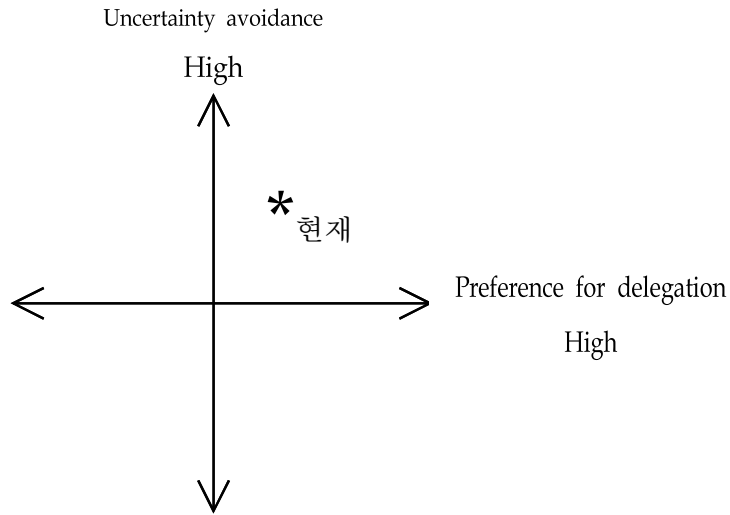 Uncertainty avoidance
High
*현재
Preference for delegation
High